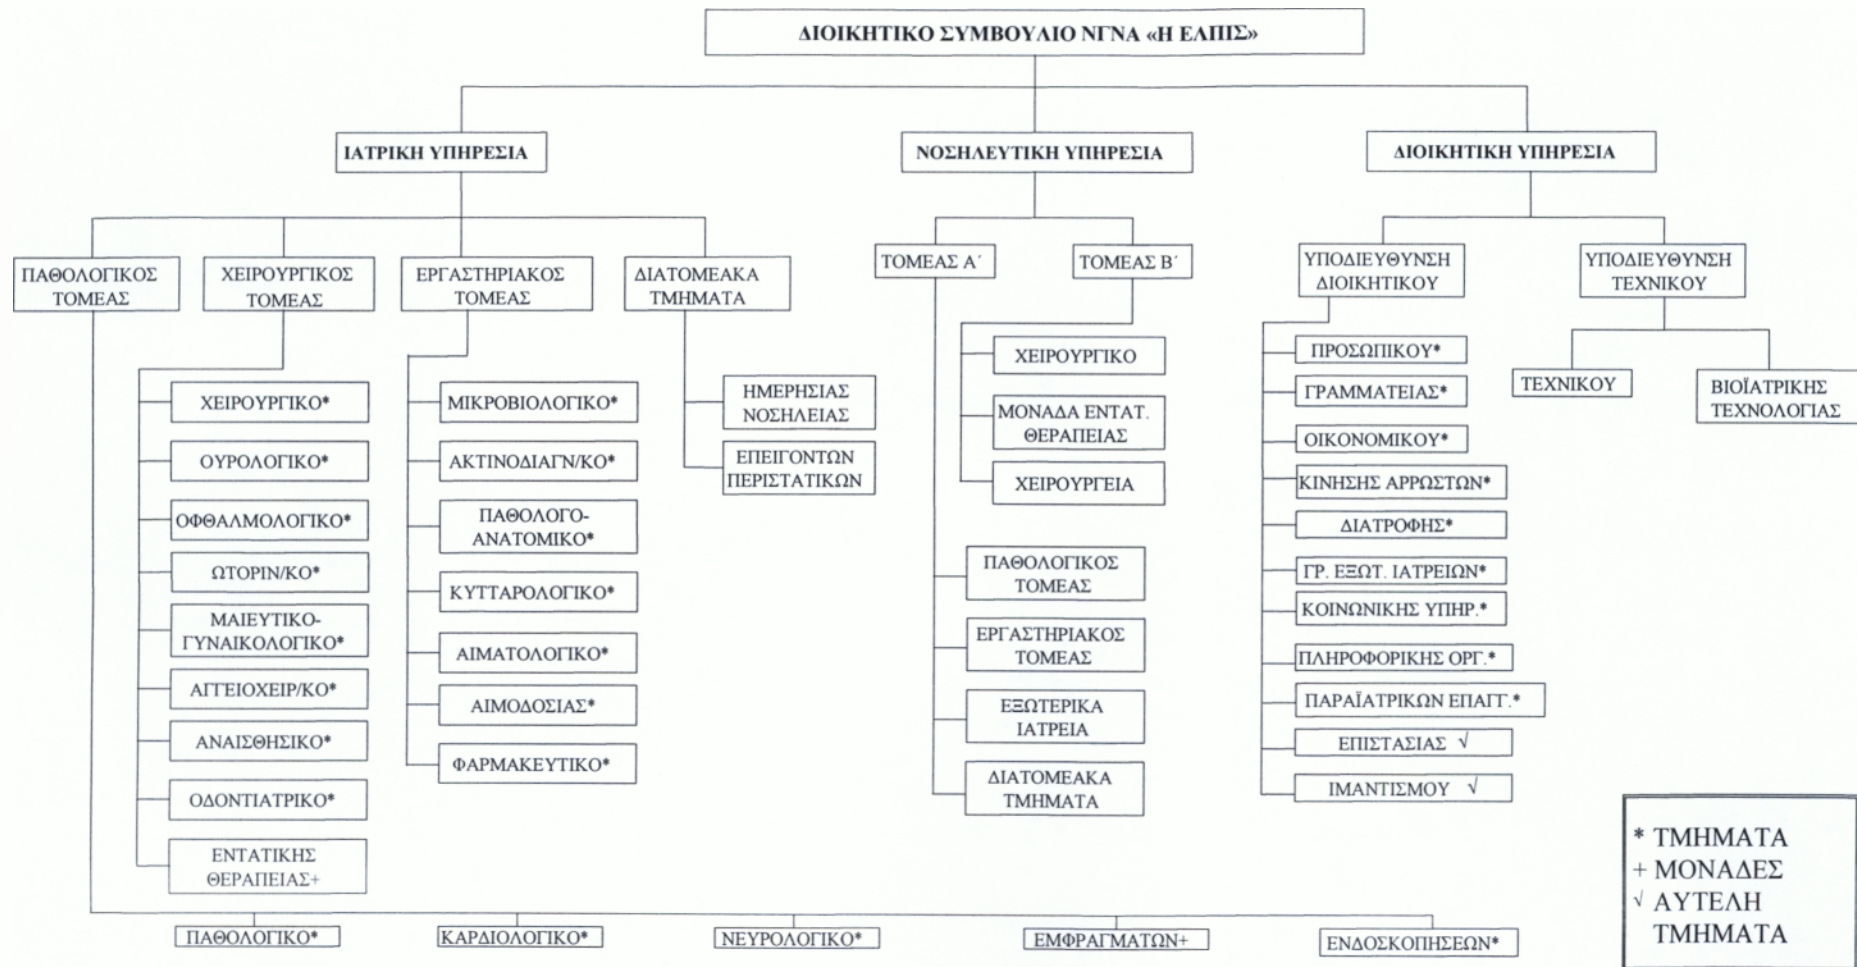 ΔΙΟΙΚΗΤΙΚΟ ΣΥΜΒΟΥΛΙΟ ΝΓΝΑ «Η ΕΛΠΙΣ»
ΙΑΤΡΙΚΗ ΥΠΗΡΕΣΙΑ
ΝΟΣΗΛΕΥΤΙΚΗ ΥΠΗΡΕΣΙΑ
ΔΙΟΙΚΗΤΙΚΗ ΥΠΗΡΕΣΙΑ
ΠΑΘΟΛΟΓΙΚΟΣ
ΤΟΜΕΑΣ
ΧΕΙΡΟΥΡΓΙΚΟΣ
ΤΟΜΕΑΣ
ΕΡΓΑΣΤΗΡΙΑΚΟΣ
ΤΟΜΕΑΣ
ΔΙΑΤΟΜΕΑΚΑ
ΤΜΗΜΑΤΑ
ΤΟΜΕΑΣ Α΄
ΤΟΜΕΑΣ Β΄
ΥΠΟΔΙΕΥΘΥΝΣΗ
ΔΙΟΙΚΗΤΙΚΟΥ
ΥΠΟΔΙΕΥΘΥΝΣΗ
ΤΕΧΝΙΚΟΥ
ΧΕΙΡΟΥΡΓΙΚΟ*
ΟΥΡΟΛΟΓΙΚΟ*
ΟΦΘΑΛΜΟΛΟΓΙΚΟ*
ΩΤΟΡΙΝ/ΚΟ*
ΜΑΙΕΥΤΙΚΟ-
ΓΥΝΑΙΚΟΛΟΓΙΚΟ*
ΑΓΓΕΙΟΧΕΙΡ/ΚΟ*
ΑΝΑΙΣΘΗΣΙΚΟ*
ΟΔΟΝΤΙΑΤΡΙΚΟ*
ΕΝΤΑΤΙΚΗΣ
ΘΕΡΑΠΕΙΑΣ+
ΜΙΚΡΟΒΙΟΛΟΓΙΚΟ*
ΑΚΤΙΝΟΔΙΑΓΝ/ΚΟ*
ΠΑΘΟΛΟΓΟ-
ΑΝΑΤΟΜΙΚΟ*
ΚΥΤΤΑΡΟΛΟΓΙΚΟ*
ΑΙΜΑΤΟΛΟΓΙΚΟ*
ΑΙΜΟΔΟΣΙΑΣ*
ΦΑΡΜΑΚΕΥΤΙΚΟ*
ΗΜΕΡΗΣΙΑΣ
ΝΟΣΗΛΕΙΑΣ
ΕΠΕΙΓΟΝΤΩΝ
ΠΕΡΙΣΤΑΤΙΚΩΝ
ΧΕΙΡΟΥΡΓΙΚΟ
ΜΟΝΑΔΑ ΕΝΤΑΤ.
ΘΕΡΑΠΕΙΑΣ
ΧΕΙΡΟΥΡΓΕΙΑ
ΠΑΘΟΛΟΓΙΚΟΣ
ΤΟΜΕΑΣ
ΕΡΓΑΣΤΗΡΙΑΚΟΣ
ΤΟΜΕΑΣ
ΕΞΩΤΕΡΙΚΑ
ΙΑΤΡΕΙΑ
ΔΙΑΤΟΜΕΑΚΑ
ΤΜΗΜΑΤΑ
ΠΡΟΣΩΠΙΚΟΥ*
ΓΡΑΜΜΑΤΕΙΑΣ*
ΟΙΚΟΝΟΜΙΚΟΥ*
ΚΙΝΗΣΗΣ ΑΡΡΩΣΤΩΝ*
ΔΙΑΤΡΟΦΗΣ*
ΓΡ. ΕΞΩΤ. ΙΑΤΡΕΙΩΝ*
ΚΟΙΝΩΝΙΚΗΣ ΥΠΗΡ.*
ΠΛΗΡΟΦΟΡΙΚΗΣ ΟΡΓ.*
ΠΑΡΑΪΑΤΡΙΚΩΝ ΕΠΑΓΓ.*
ΕΠΙΣΤΑΣΙΑΣ √
ΙΜΑΝΤΙΣΜΟΥ √
ΤΕΧΝΙΚΟΥ
ΒΙΟΪΑΤΡΙΚΗΣ
ΤΕΧΝΟΛΟΓΙΑΣ
ΠΑΘΟΛΟΓΙΚΟ*
ΚΑΡΔΙΟΛΟΓΙΚΟ*
ΝΕΥΡΟΛΟΓΙΚΟ*
ΕΜΦΡΑΓΜΑΤΩΝ+
ΕΝΔΟΣΚΟΠΗΣΕΩΝ*
* ΤΜΗΜΑΤΑ
+ ΜΟΝΑΔΕΣ
√ ΑΥΤΕΛΗ
ΤΜΗΜΑΤΑ